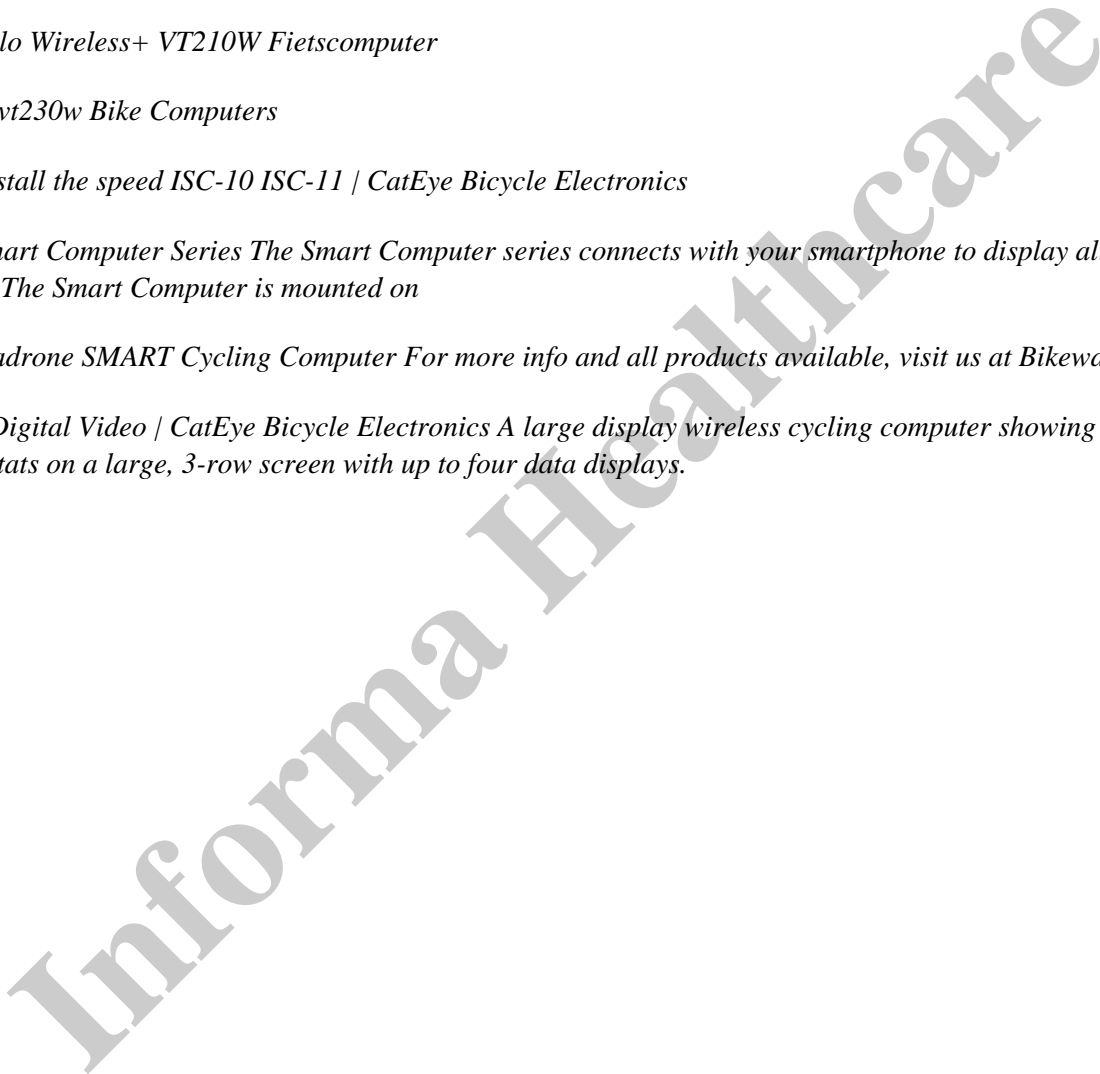 lo Wireless+ VT210W Fietscomputer
vt230w Bike Computers
stall the speed ISC-10 ISC-11 | CatEye Bicycle Electronics
art Computer Series The Smart Computer series connects with your smartphone to display al
The Smart Computer is mounted on
adrone SMART Cycling Computer For more info and all products available, visit us at Bikewa
Digital Video | CatEye Bicycle Electronics A large display wireless cycling computer showing
tats on a large, 3-row screen with up to four data displays.
Informa Healthcare